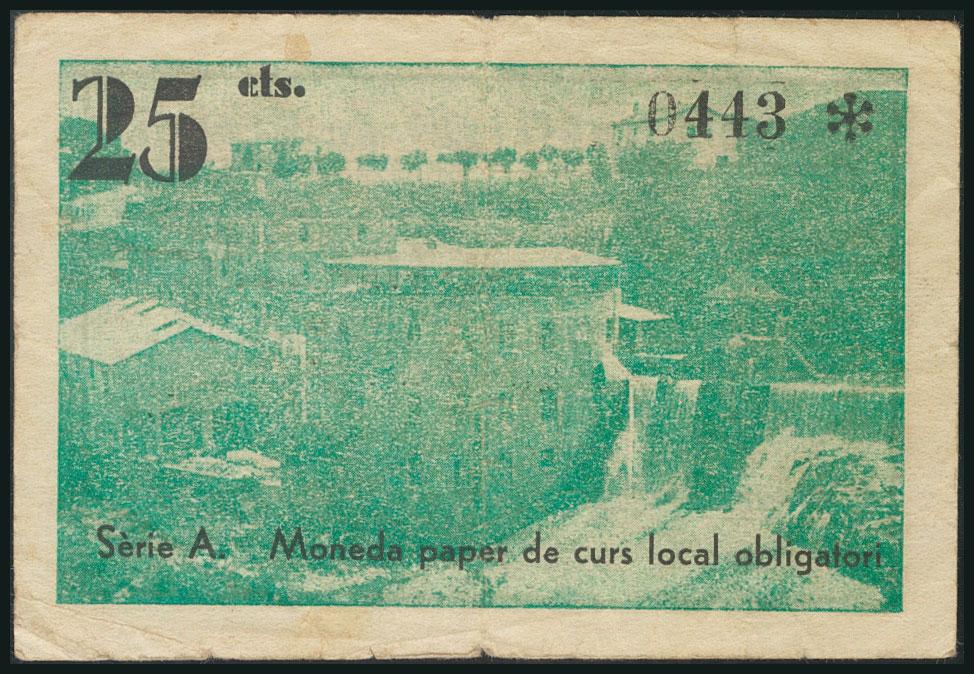 25 cts.
0443 *
Sèrie A. Moneda paper de curs local obligatori